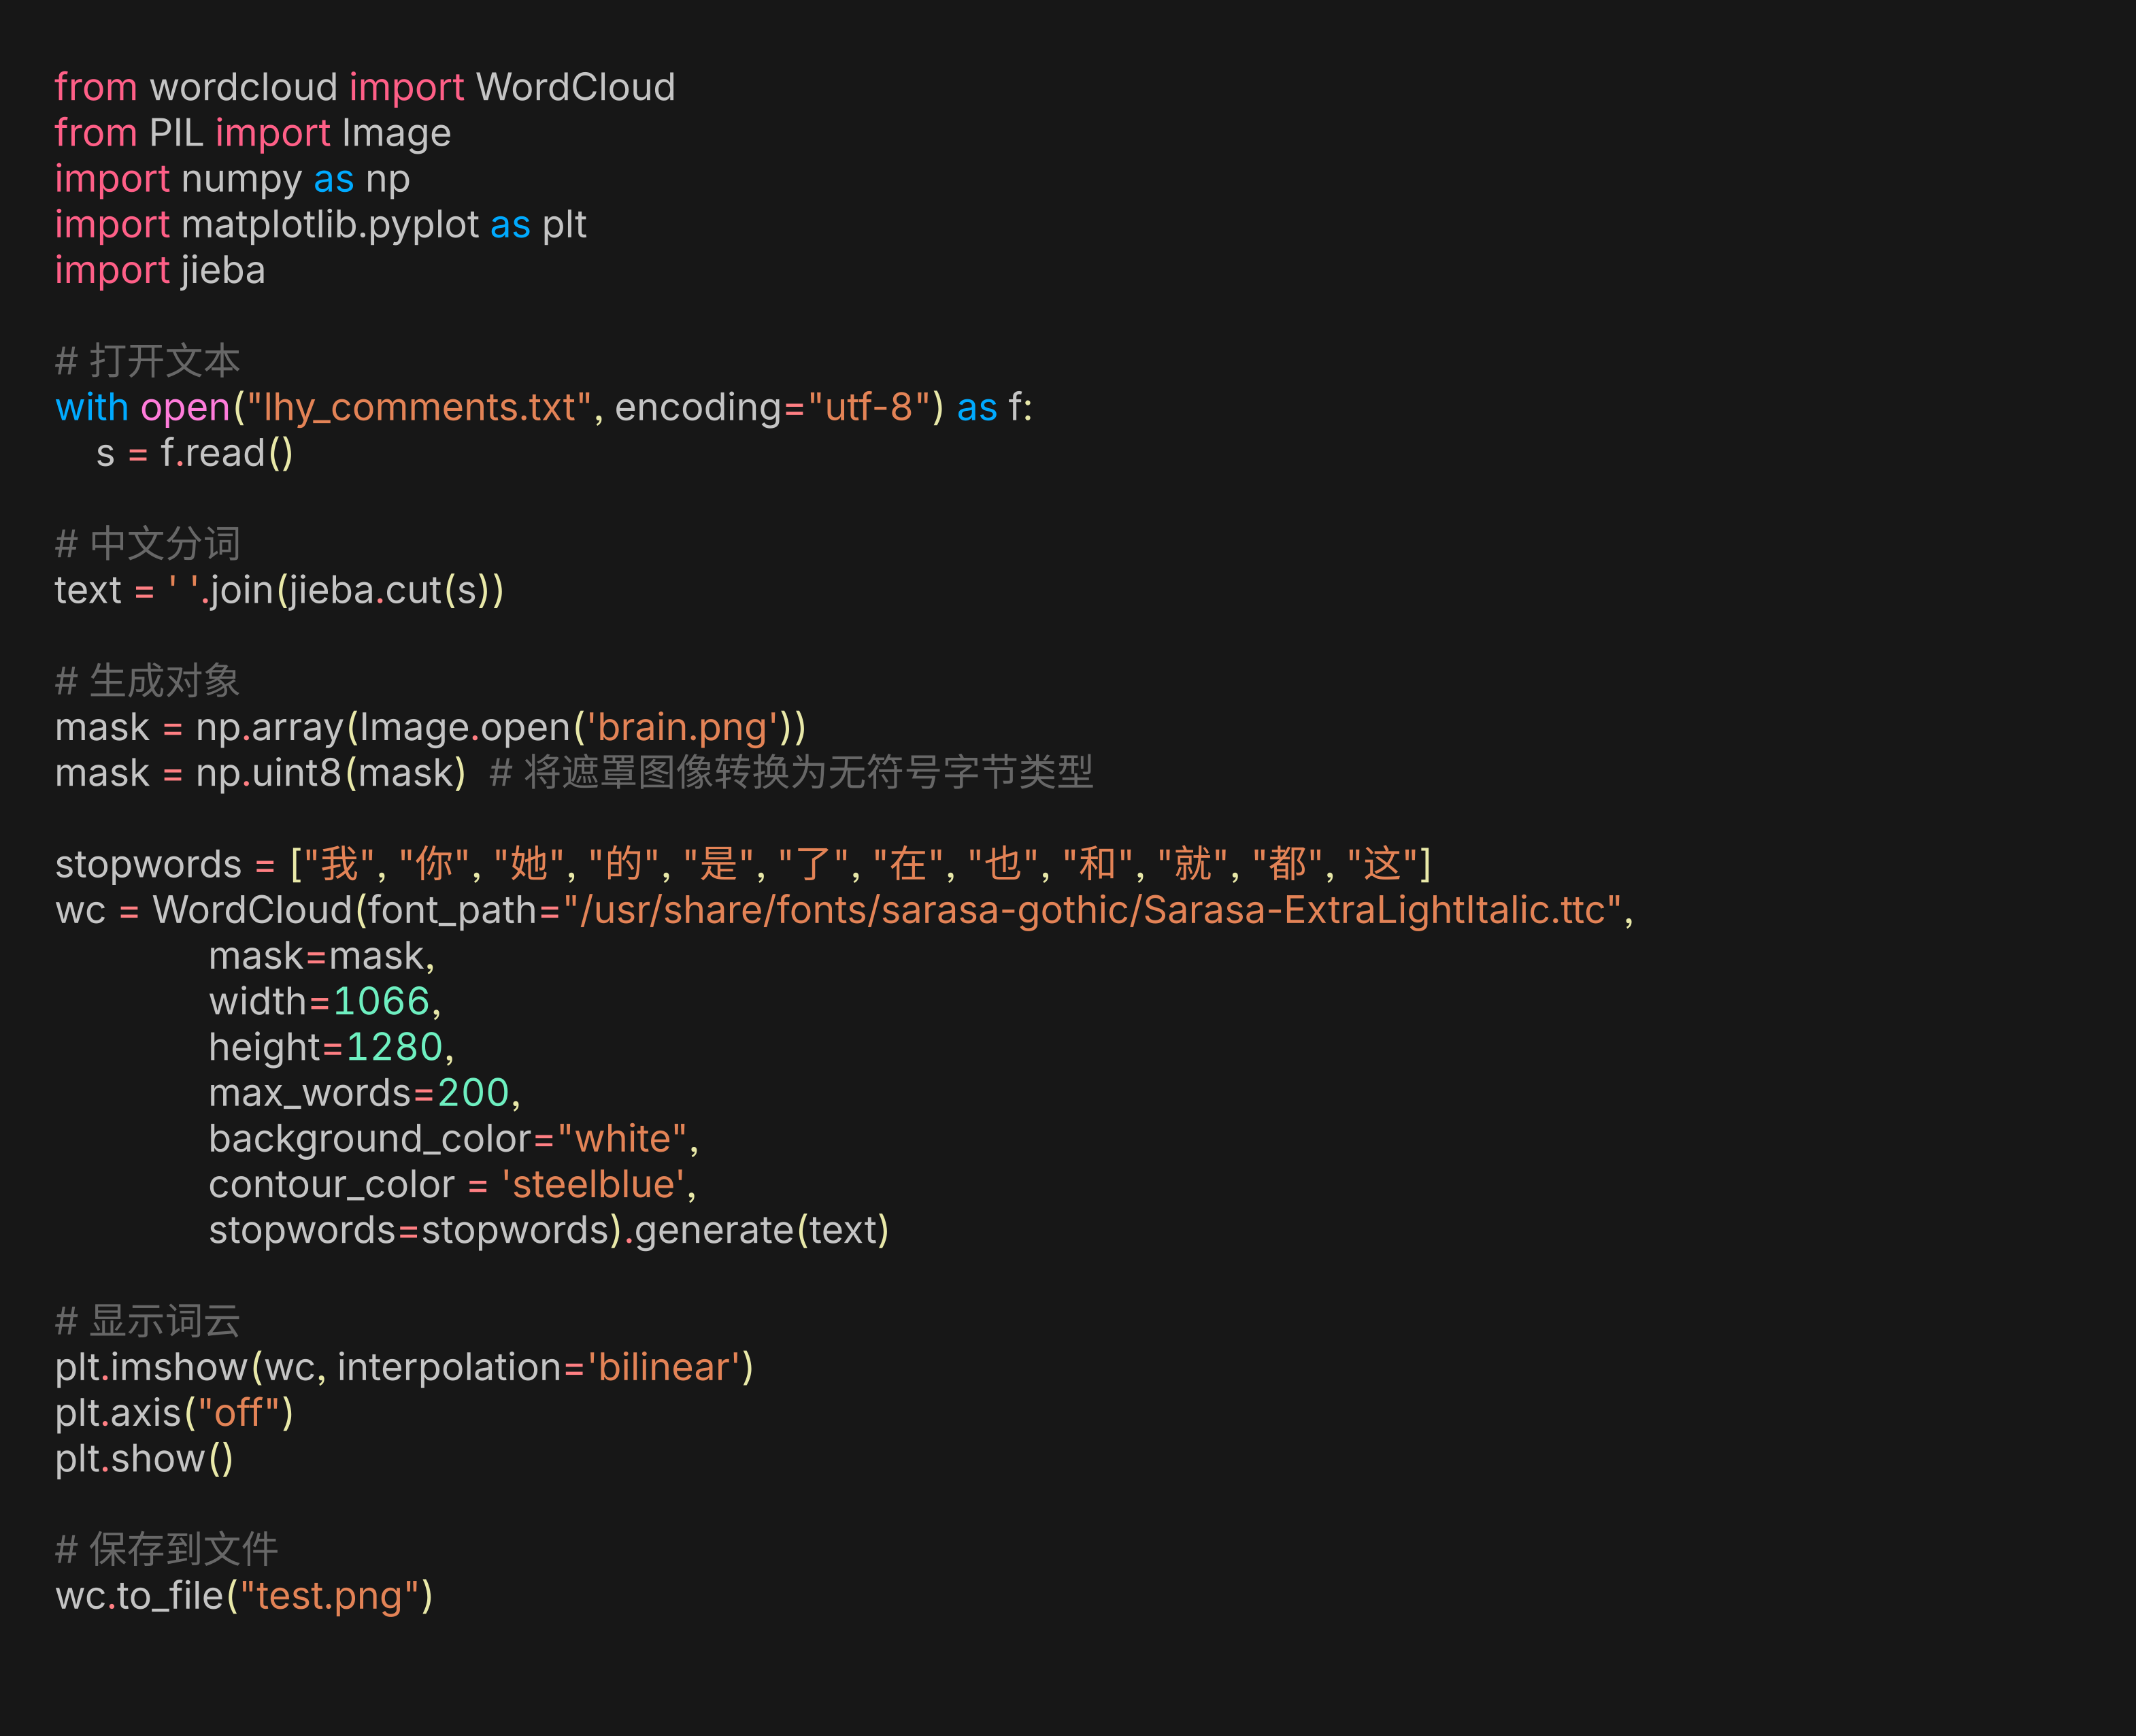 from wordcloud import WordCloud
from PIL import Image
import numpy as np
import matplotlib.pyplot as plt
import jieba

# 打开文本
with open("lhy_comments.txt", encoding="utf-8") as f:
    s = f.read()

# 中文分词
text = ' '.join(jieba.cut(s))

# 生成对象
mask = np.array(Image.open('brain.png'))
mask = np.uint8(mask)  # 将遮罩图像转换为无符号字节类型

stopwords = ["我", "你", "她", "的", "是", "了", "在", "也", "和", "就", "都", "这"]
wc = WordCloud(font_path="/usr/share/fonts/sarasa-gothic/Sarasa-ExtraLightItalic.ttc",
               mask=mask,
               width=1066,
               height=1280,
               max_words=200,
               background_color="white",
               contour_color = 'steelblue',
               stopwords=stopwords).generate(text)

# 显示词云
plt.imshow(wc, interpolation='bilinear')
plt.axis("off")
plt.show()

# 保存到文件
wc.to_file("test.png")